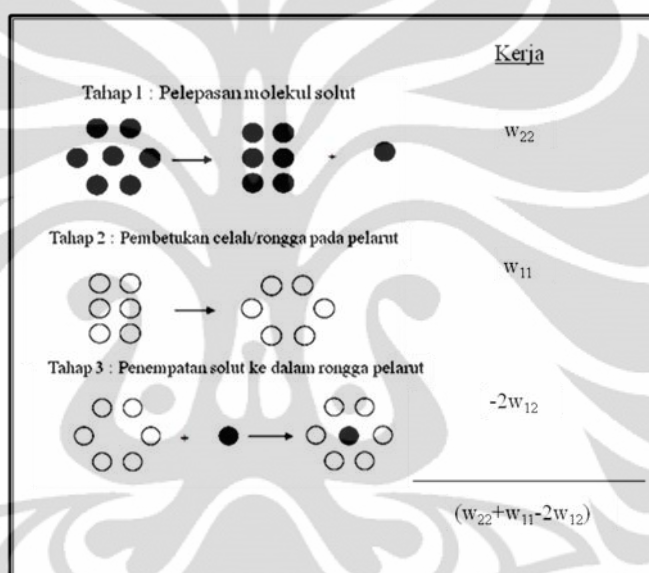 Kerja
Tahap 1 : Pelepasan molekul solut
w₂₂
+
Tahap 2 : Pembetukan celah/rongga pada pelarut
w₁₁
Tahap 3 : Penempatan solut ke dalam rongga pelarut
-2w₁₂
+
(w₂₂+w₁₁-2w₁₂)